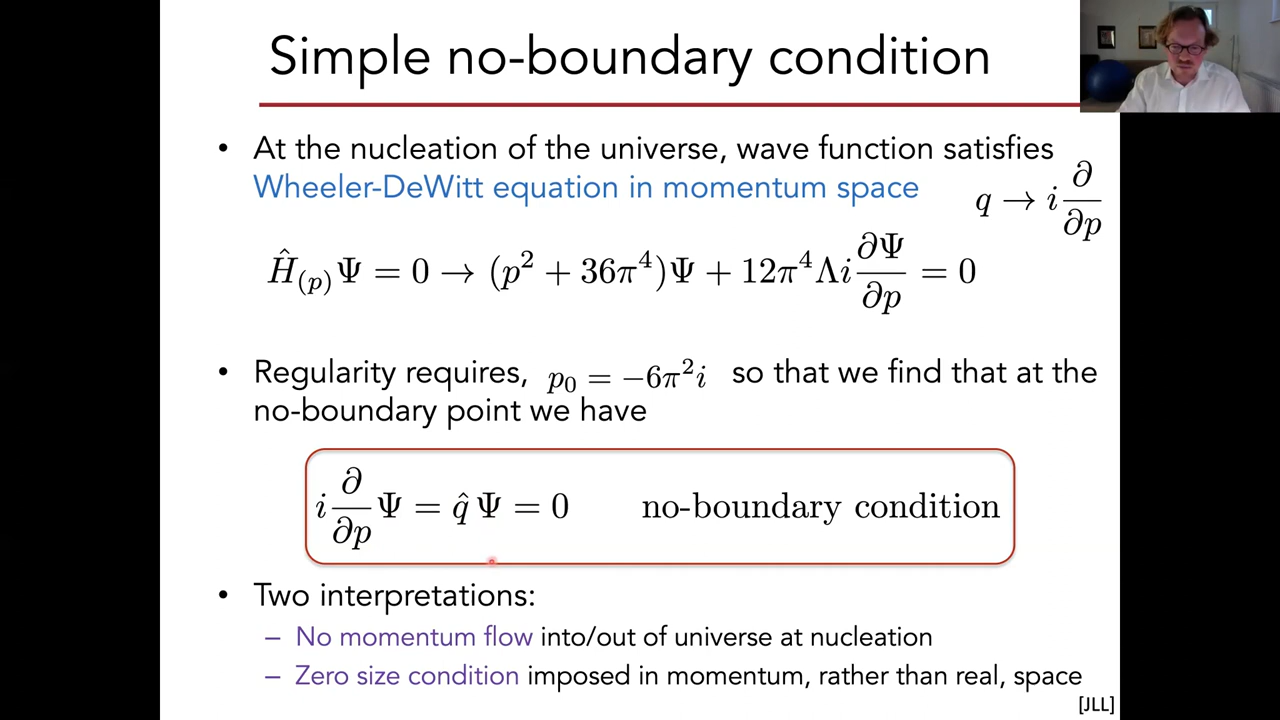 Simple no-boundary condition
• At the nucleation of the universe, wave function satisfies
Wheeler-DeWitt equation in momentum space
q → i ∂/∂p
Ĥ₍ₚ₎Ψ = 0 → (p² + 36π⁴)Ψ + 12π⁴Λi ∂Ψ/∂p = 0
• Regularity requires, p₀ = −6π²i so that we find that at the
no-boundary point we have
i ∂/∂p Ψ = q̂ Ψ = 0 no-boundary condition
• Two interpretations:
– No momentum flow into/out of universe at nucleation
– Zero size condition imposed in momentum, rather than real, space
[JLL]